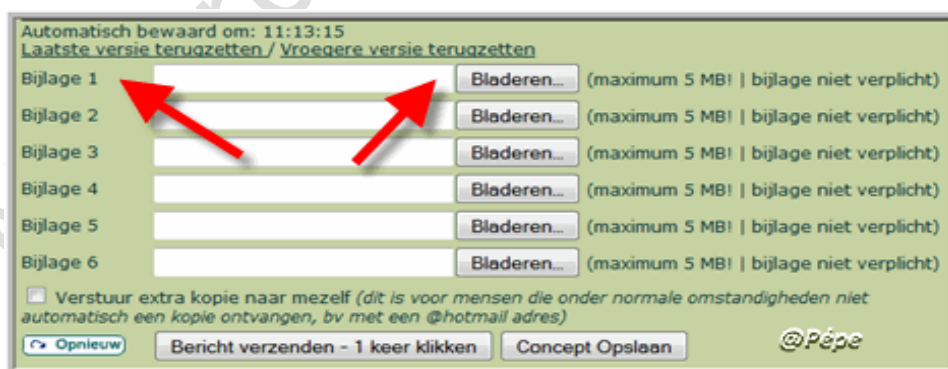 Automatisch bewaard om: 11:13:15
Laatste versie terugzetten / Vroegere versie terugzetten
Bijlage 1 Bladeren... (maximum 5 MB! | bijlage niet verplicht)
Bijlage 2 Bladeren... (maximum 5 MB! | bijlage niet verplicht)
Bijlage 3 Bladeren... (maximum 5 MB! | bijlage niet verplicht)
Bijlage 4 Bladeren... (maximum 5 MB! | bijlage niet verplicht)
Bijlage 5 Bladeren... (maximum 5 MB! | bijlage niet verplicht)
Bijlage 6 Bladeren... (maximum 5 MB! | bijlage niet verplicht)
Verstuur extra kopie naar mezelf (dit is voor mensen die onder normale omstandigheden niet
automatisch een kopie ontvangen, bv met een @hotmail adres)
Opnieuw Bericht verzenden - 1 keer klikken Concept Opslaan @Pépe